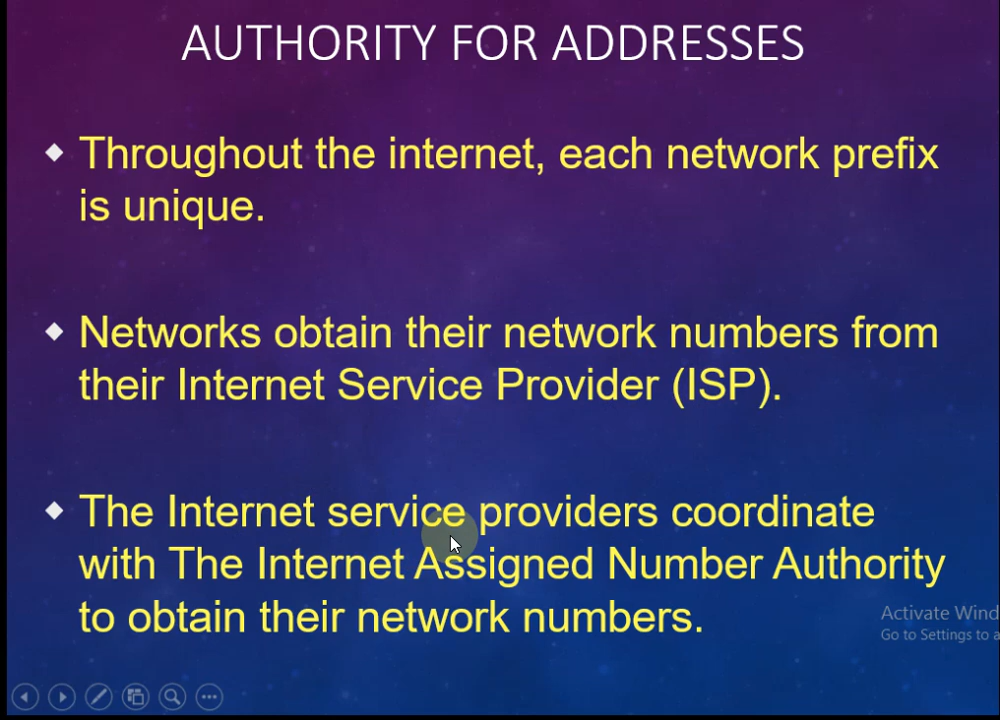 AUTHORITY FOR ADDRESSES
Throughout the internet, each network prefix
is unique.
Networks obtain their network numbers from
their Internet Service Provider (ISP).
The Internet service providers coordinate
with The Internet Assigned Number Authority
to obtain their network numbers.
Activate Wind
Go to Settings to a